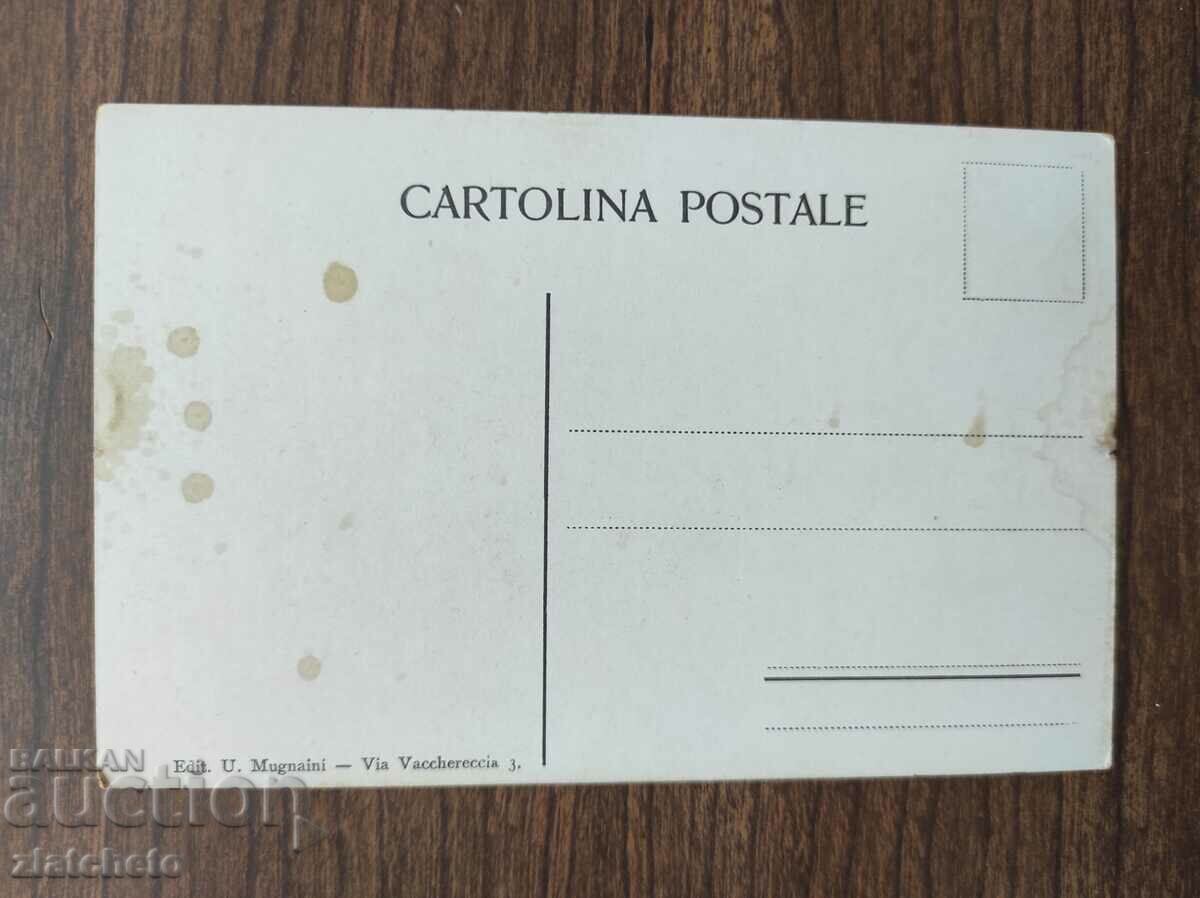 CARTOLINA POSTALE
Edit. U. Mugnaini — Via Vacchereccia 3.
BALKAN
auction
zlatcheto